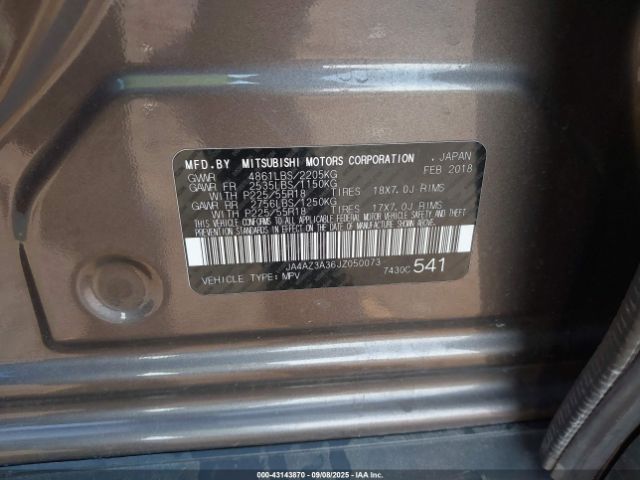 MFD.BY MITSUBISHI MOTORS CORPORATION , JAPAN
GWWR 4861LBS/2205KG FEB 2018
GAWR FR 2535LBS/1150KG
WITH P225/55R18 TIRES 18X7.0J RIMS
GAWR RR 2756LBS/1250KG
WITH P225/55R18 TIRES 17X7.0J RIMS
THIS VEHICLE CONFORMS TO ALL APPLICABLE FEDERAL MOTOR VEHICLE
SAFETY AND THEFT PREVENTION STANDARDS IN EFFECT ON THE DATE OF
MANUFACTURE SHOWN ABOVE.
JA4AZ3A36JZ050073
VEHICLE TYPE: MPV 7430C 541
000-43143870 - 09/08/2025 - © IAA Holdings, LLC